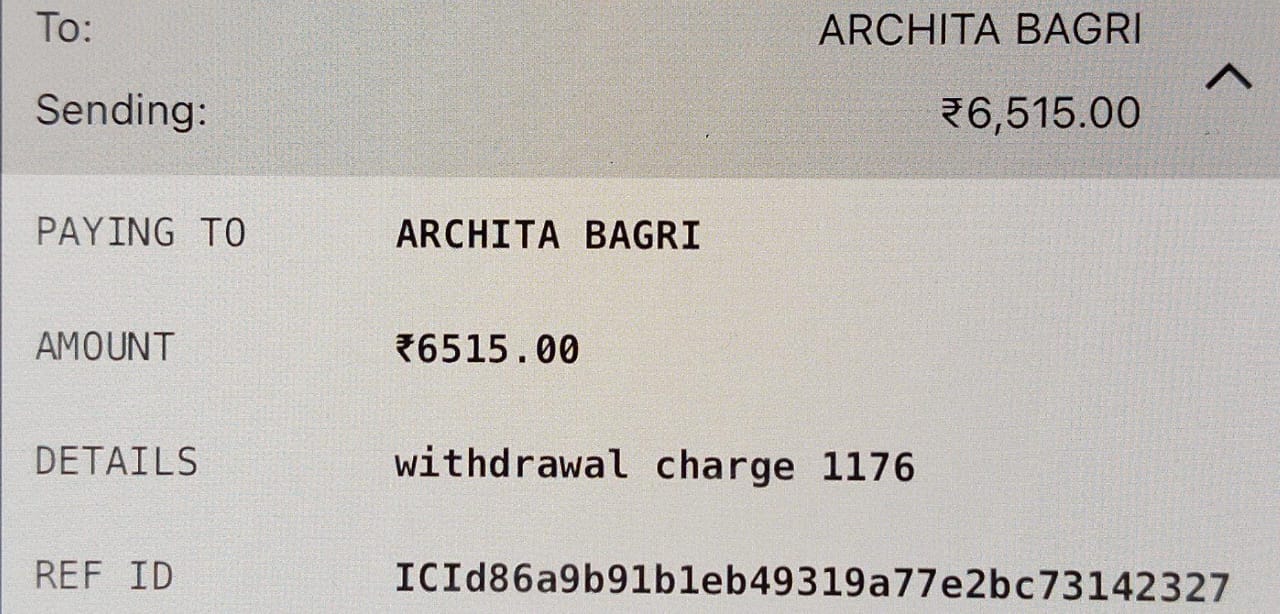 To: ARCHITA BAGRI
Sending: ₹6,515.00
PAYING TO ARCHITA BAGRI
AMOUNT ₹6515.00
DETAILS withdrawal charge 1176
REF ID ICId86a9b91b1eb49319a77e2bc73142327